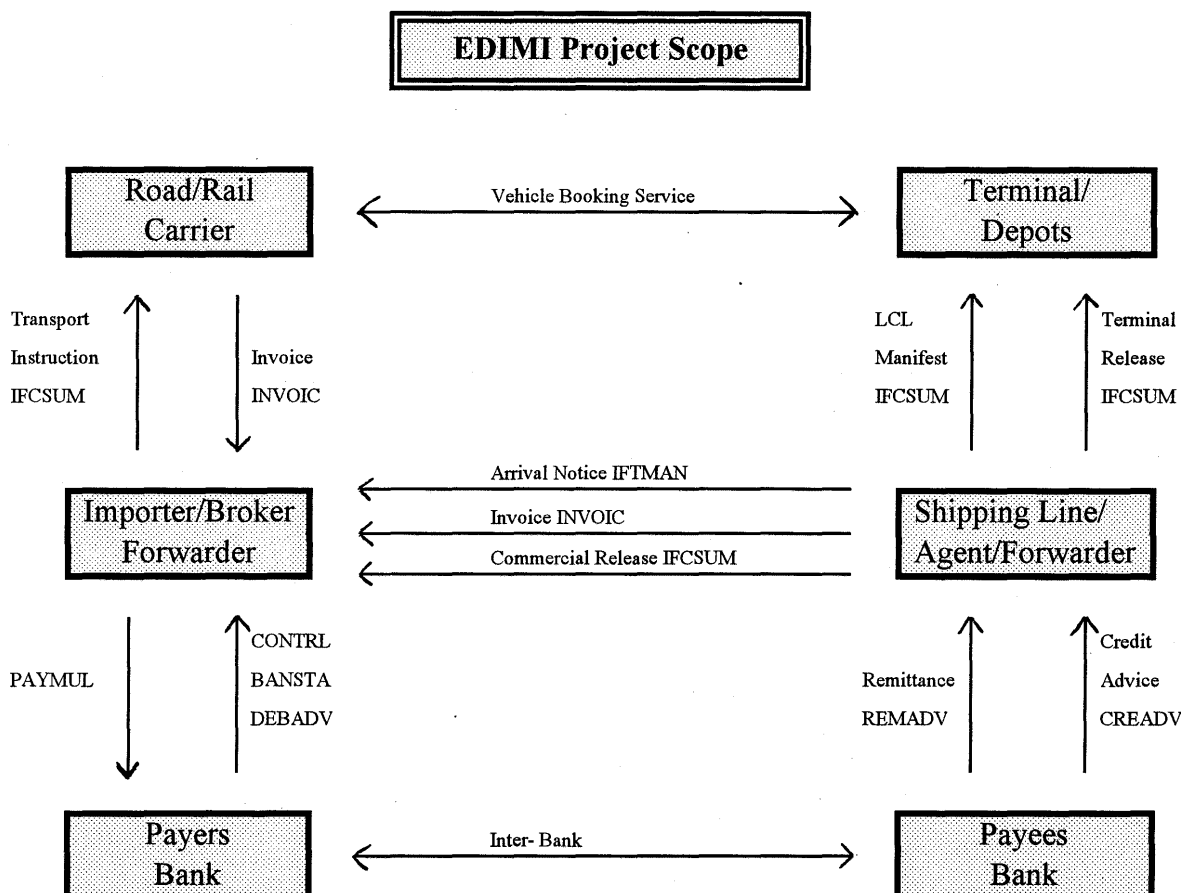 EDIMI Project Scope
Road/Rail
Carrier
Vehicle Booking Service
Terminal/
Depots
Transport
Instruction
IFCSUM
Invoice
INVOIC
LCL
Manifest
IFCSUM
Terminal
Release
IFCSUM
Importer/Broker
Forwarder
Arrival Notice IFTMAN
Invoice INVOIC
Commercial Release IFCSUM
Shipping Line/
Agent/Forwarder
PAYMUL
CONTRL
BANSTA
DEBADV
Remittance
REMADV
Credit
Advice
CREADV
Payers
Bank
Inter- Bank
Payees
Bank